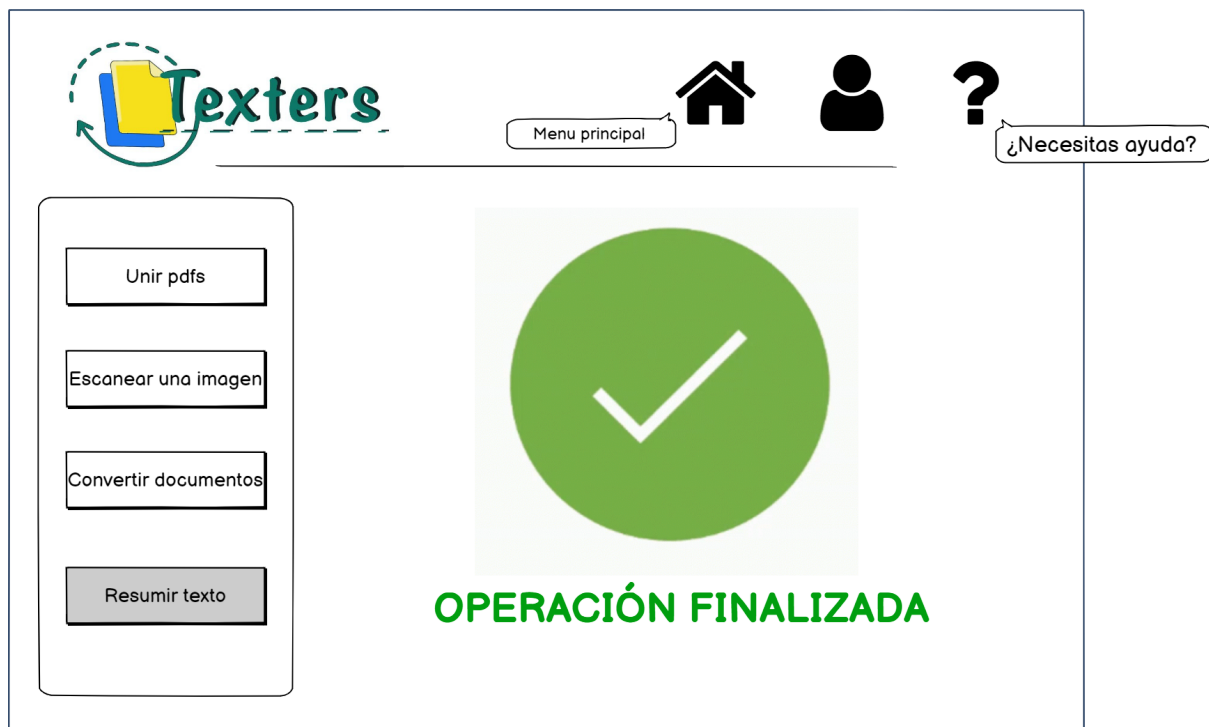 Texters
Menu principal
¿Necesitas ayuda?
Unir pdfs
Escanear una imagen
Convertir documentos
Resumir texto
OPERACIÓN FINALIZADA